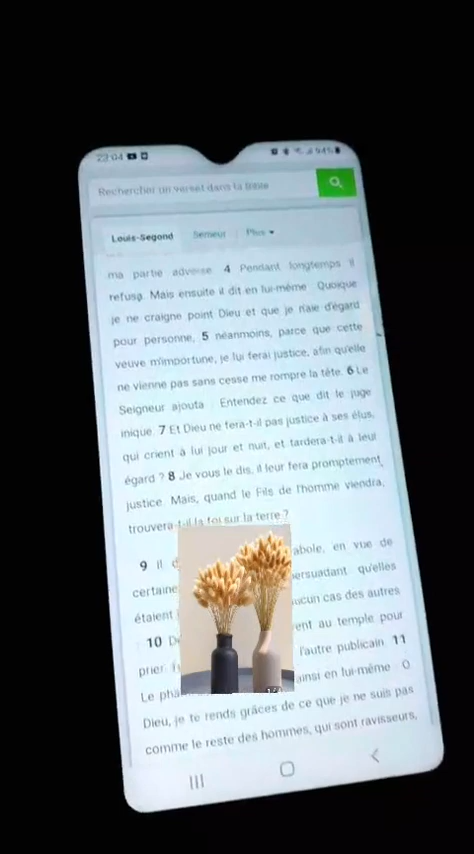 22:04
54%
Rechercher un verset dans la Bible
Louis-Segond Semeur Plus
ma partie adverse. 4 Pendant longtemps il
refusa. Mais ensuite il dit en lui-même : Quoique
je ne craigne point Dieu et que je n'aie d'égard
pour personne, 5 néanmoins, parce que cette
veuve m'importune, je lui ferai justice, afin qu'elle
ne vienne pas sans cesse me rompre la tête. 6 Le
Seigneur ajouta : Entendez ce que dit le juge
inique. 7 Et Dieu ne fera-t-il pas justice à ses élus,
qui crient à lui jour et nuit, et tardera-t-il à leur
égard ? 8 Je vous le dis, il leur fera promptement
justice. Mais, quand le Fils de l'homme viendra,
trouvera-t-il la foi sur la terre ?
9 Il abole, en vue de
certaine ersuadant qu'elles
étaient ucun cas des autres
10 ent au temple pour
prier l'autre publicain. 11
Le pha ainsi en lui-même : O
Dieu, je te rends grâces de ce que je ne suis pas
comme le reste des hommes, qui sont ravisseurs,